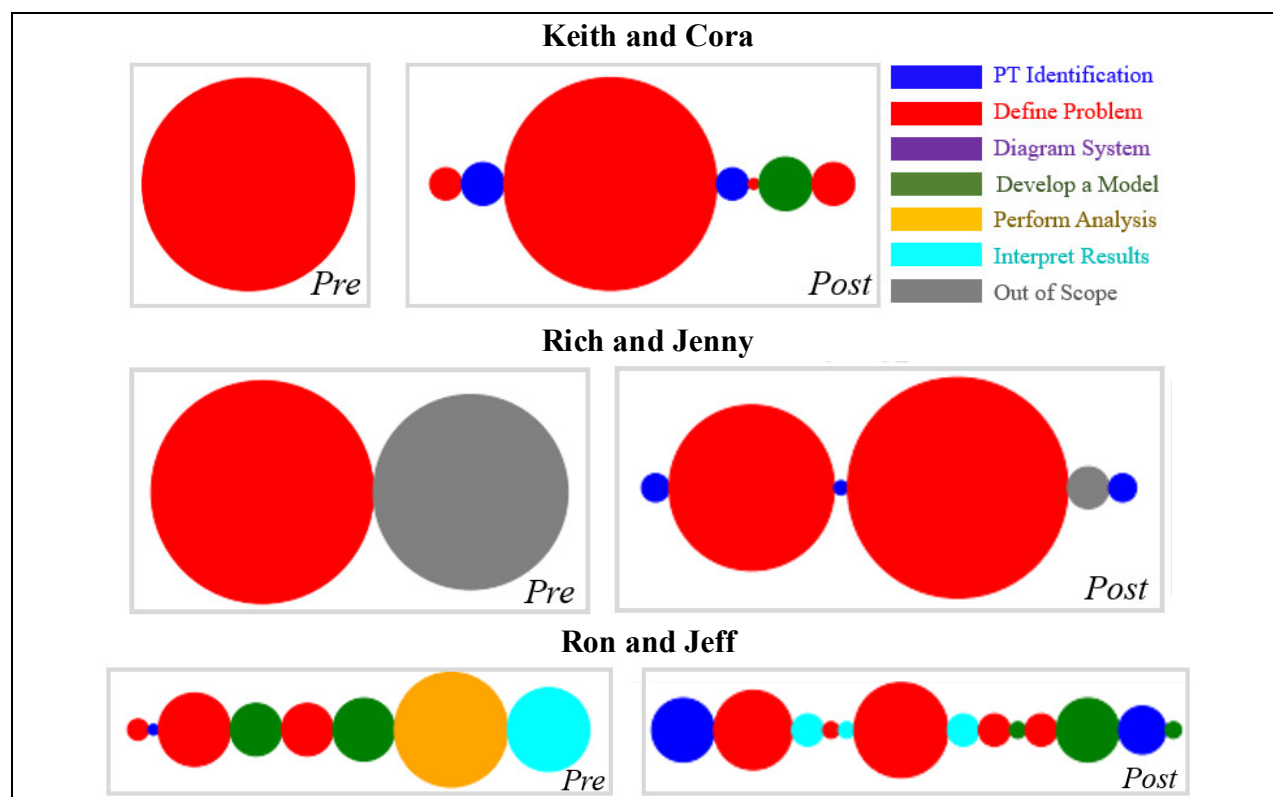 Keith and Cora
Pre
Post
PT Identification
Define Problem
Diagram System
Develop a Model
Perform Analysis
Interpret Results
Out of Scope
Rich and Jenny
Pre
Post
Ron and Jeff
Pre
Post